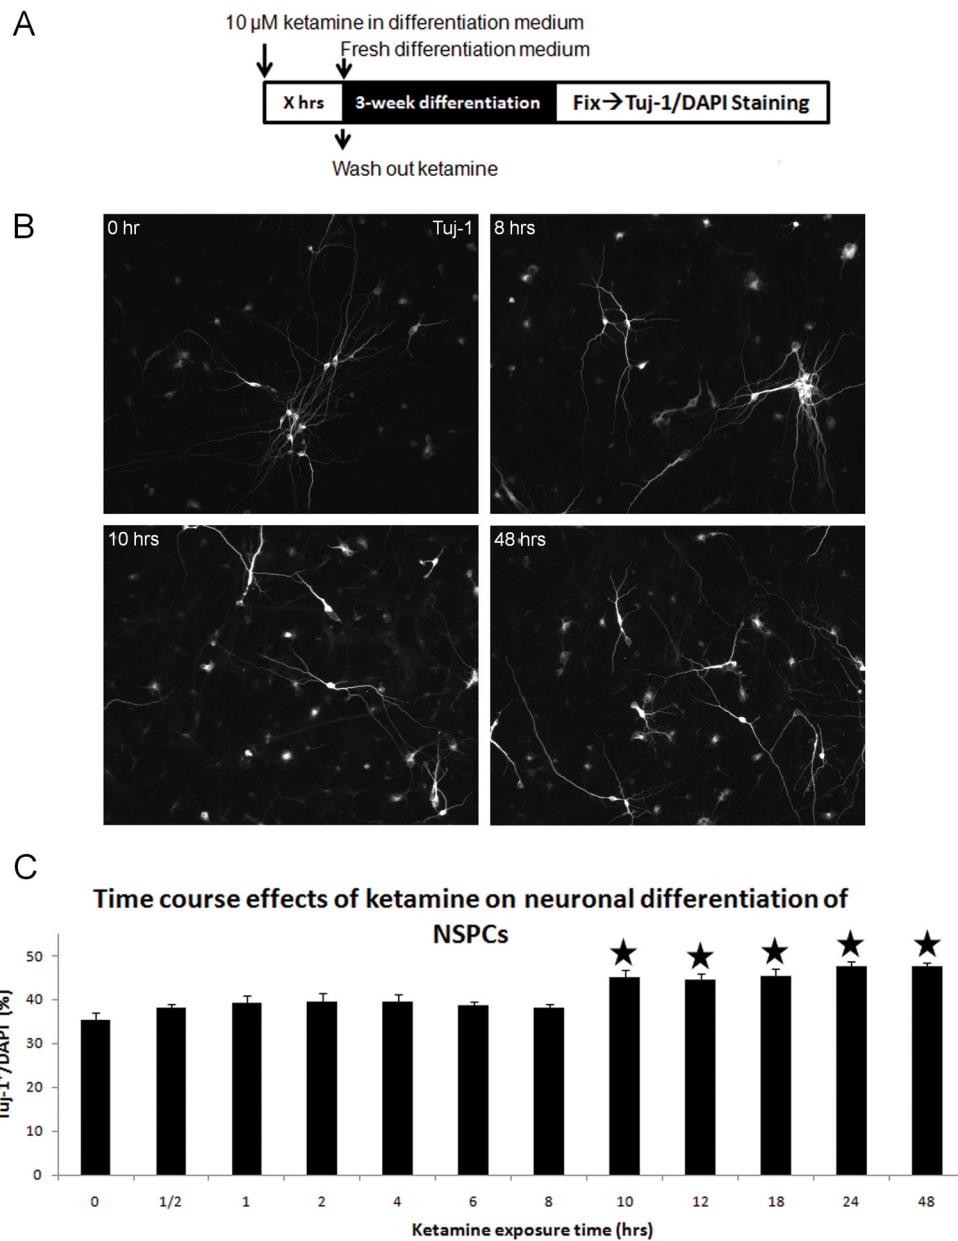 A
10 µM ketamine in differentiation medium
Fresh differentiation medium
X hrs
3-week differentiation
Fix→Tuj-1/DAPI Staining
Wash out ketamine
B
0 hr
Tuj-1
8 hrs
10 hrs
48 hrs
C
Time course effects of ketamine on neuronal differentiation of
NSPCs
Tuj-1⁺/DAPI (%)
50
40
30
20
10
0
0 1/2 1 2 4 6 8 10 12 18 24 48
Ketamine exposure time (hrs)